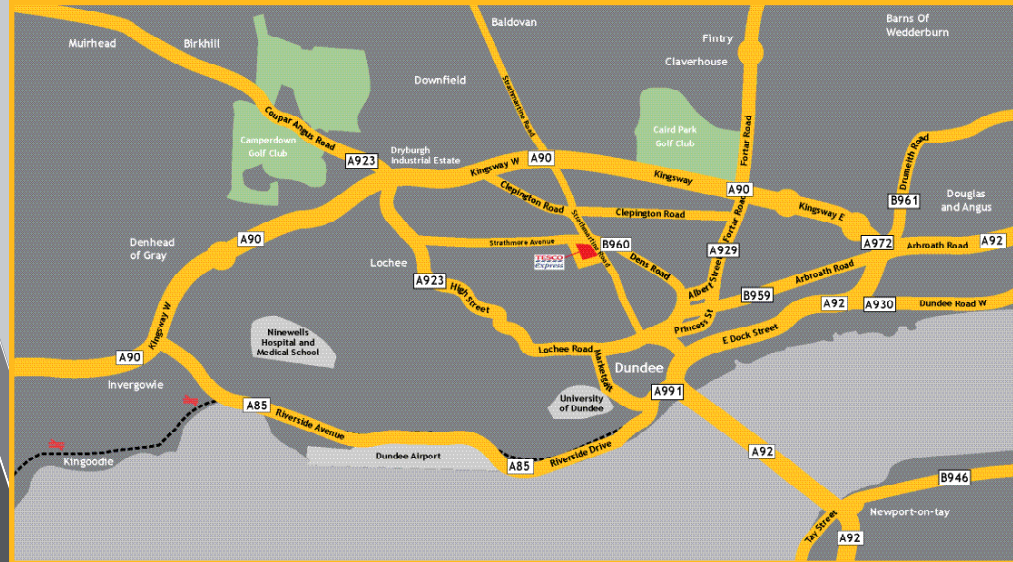 Baldovan
Barns Of
Wedderburn
Muirhead
Birkhill
Fintry
Claverhouse
Downfield
Strathmartine Road
Coupar Angus Road
Camperdown
Golf Club
Caird Park
Golf Club
Fortar Road
Drumeith Road
Dryburgh
Industrial Estate
A923
Kingsway W
A90
Kingsway
A90
Kingsway E
B961
Douglas
and Angus
Clepington Road
Clepington Road
Strathmartine Road
Fortar Road
A90
Denhead
of Gray
Strathmore Avenue
B960
A929
A972
Arbroath Road
A92
TESCO
express
Dens Road
Lochee
A923
High Street
Albert Street
Arbroath Road
B959
A92
A930
Dundee Road W
Kingsway W
Princess St
E Dock Street
Ninewells
Hospital and
Medical School
Lochee Road
A90
Marketgait
Dundee
Invergowie
A991
University
of Dundee
A85
Riverside Avenue
Riverside Drive
Dundee Airport
A85
Kingoodie
A92
B946
Tay Street
Newport-on-tay
A92